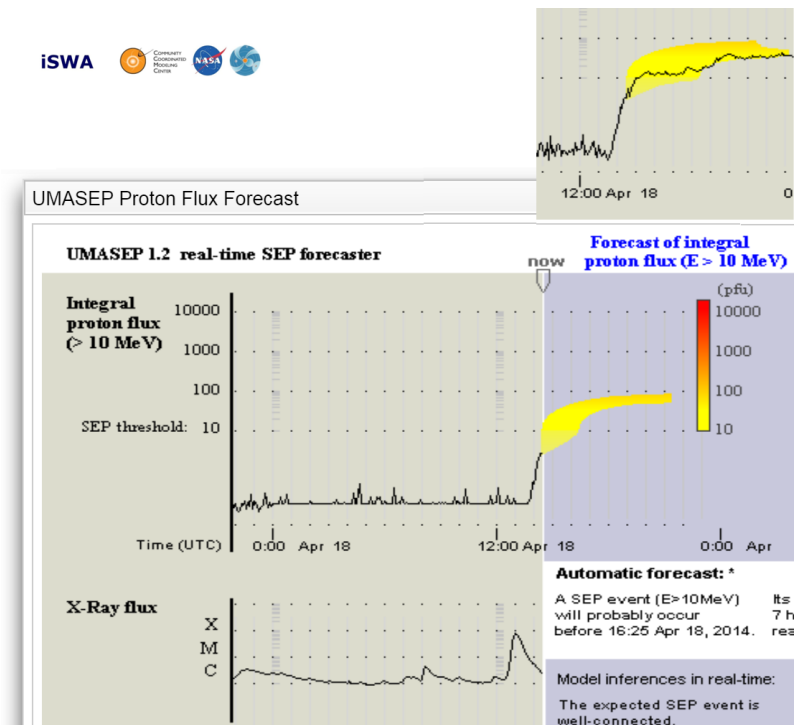 iSWA
COMMUNITY
COORDINATED
MODELING
CENTER
NASA
12:00 Apr 18 0
UMASEP Proton Flux Forecast
UMASEP 1.2 real-time SEP forecaster
now
Forecast of integral
proton flux (E > 10 MeV)
Integral
proton flux
(> 10 MeV)
10000
1000
100
SEP threshold: 10
(pfu)
10000
1000
100
10
Time (UTC) 0:00 Apr 18 12:00 Apr 18 0:00 Apr
Automatic forecast: *
A SEP event (E>10MeV) Its
will probably occur 7 h
before 16:25 Apr 18, 2014. rea
X-Ray flux
X
M
C
Model inferences in real-time:
The expected SEP event is
well-connected.